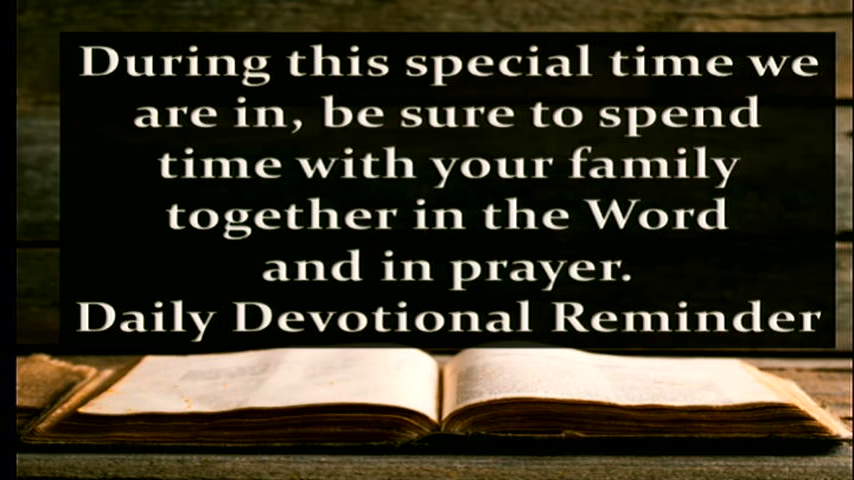 During this special time we
are in, be sure to spend
time with your family
together in the Word
and in prayer.
Daily Devotional Reminder